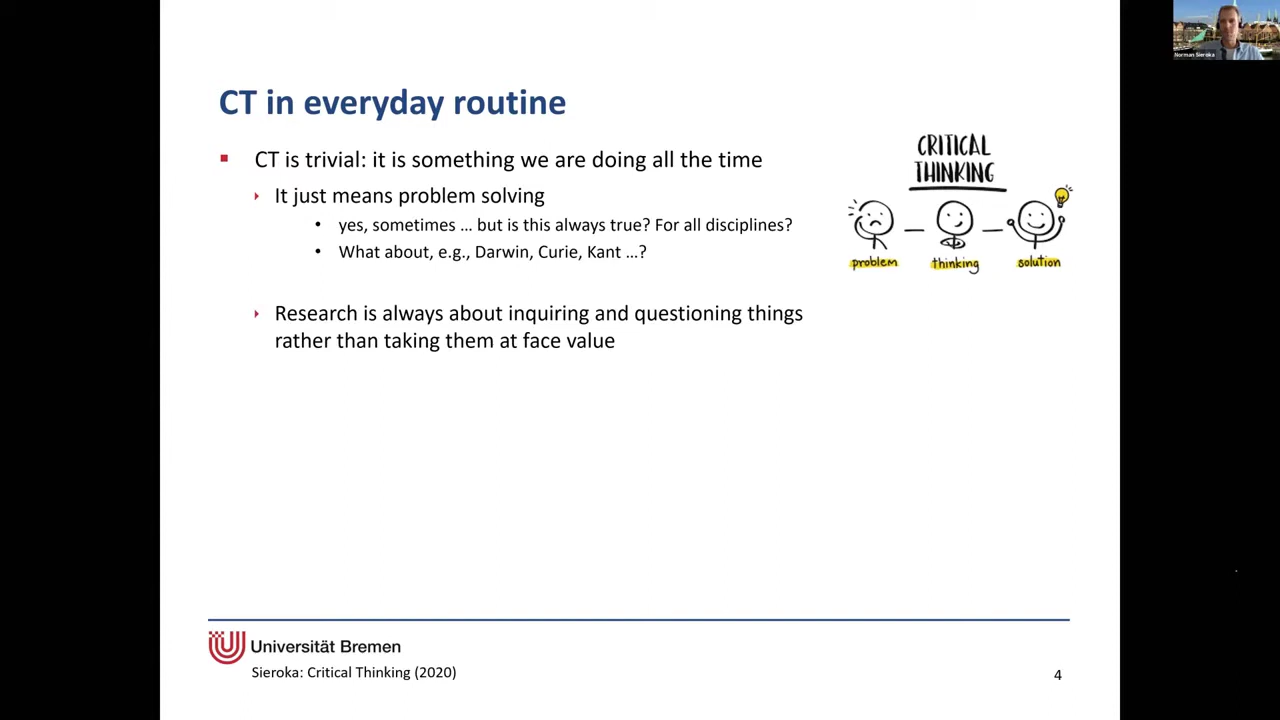 Norman Sieroka
CT in everyday routine
CT is trivial: it is something we are doing all the time
It just means problem solving
yes, sometimes … but is this always true? For all disciplines?
What about, e.g., Darwin, Curie, Kant …?
Research is always about inquiring and questioning things
rather than taking them at face value
CRITICAL
THINKING
problem thinking solution
Universität Bremen
Sieroka: Critical Thinking (2020)
4